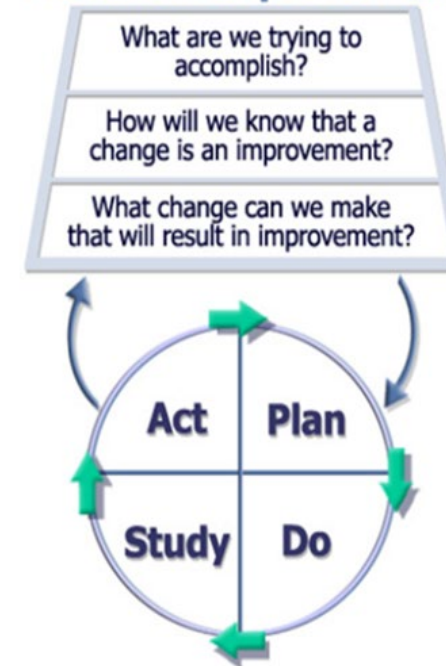 What are we trying to
accomplish?
How will we know that a
change is an improvement?
What change can we make
that will result in improvement?
Act
Plan
Study
Do